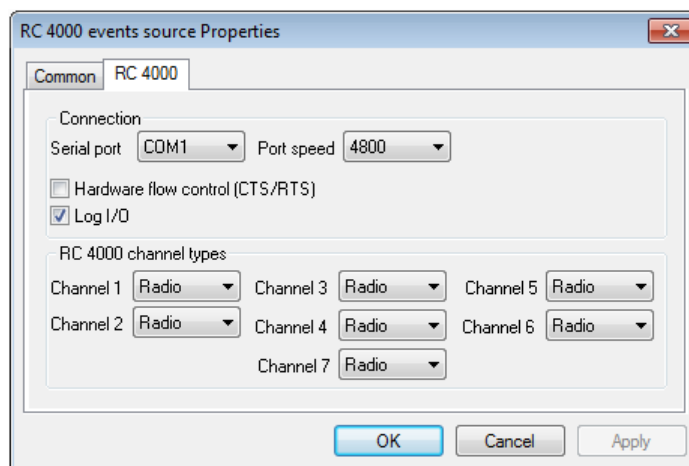 RC 4000 events source Properties
Common RC 4000
Connection
Serial port COM1 Port speed 4800
Hardware flow control (CTS/RTS)
Log I/O
RC 4000 channel types
Channel 1 Radio Channel 3 Radio Channel 5 Radio
Channel 2 Radio Channel 4 Radio Channel 6 Radio
Channel 7 Radio
OK Cancel Apply